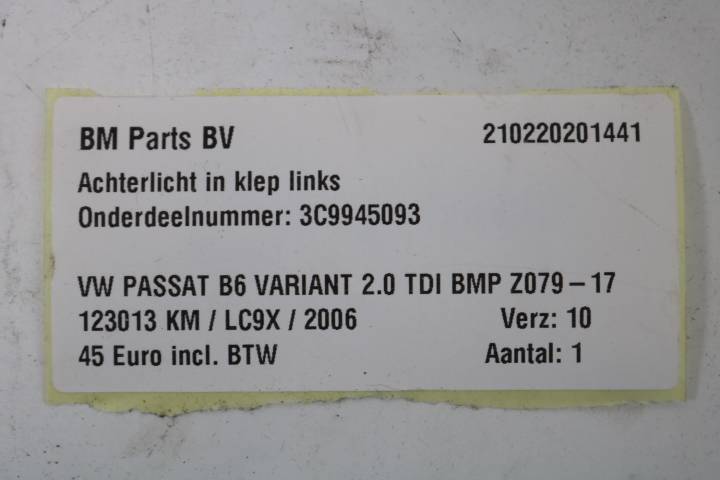 BM Parts BV 210220201441
Achterlicht in klep links
Onderdeelnummer: 3C9945093
VW PASSAT B6 VARIANT 2.0 TDI BMP Z079-17
123013 KM / LC9X / 2006 Verz: 10
45 Euro incl. BTW Aantal: 1